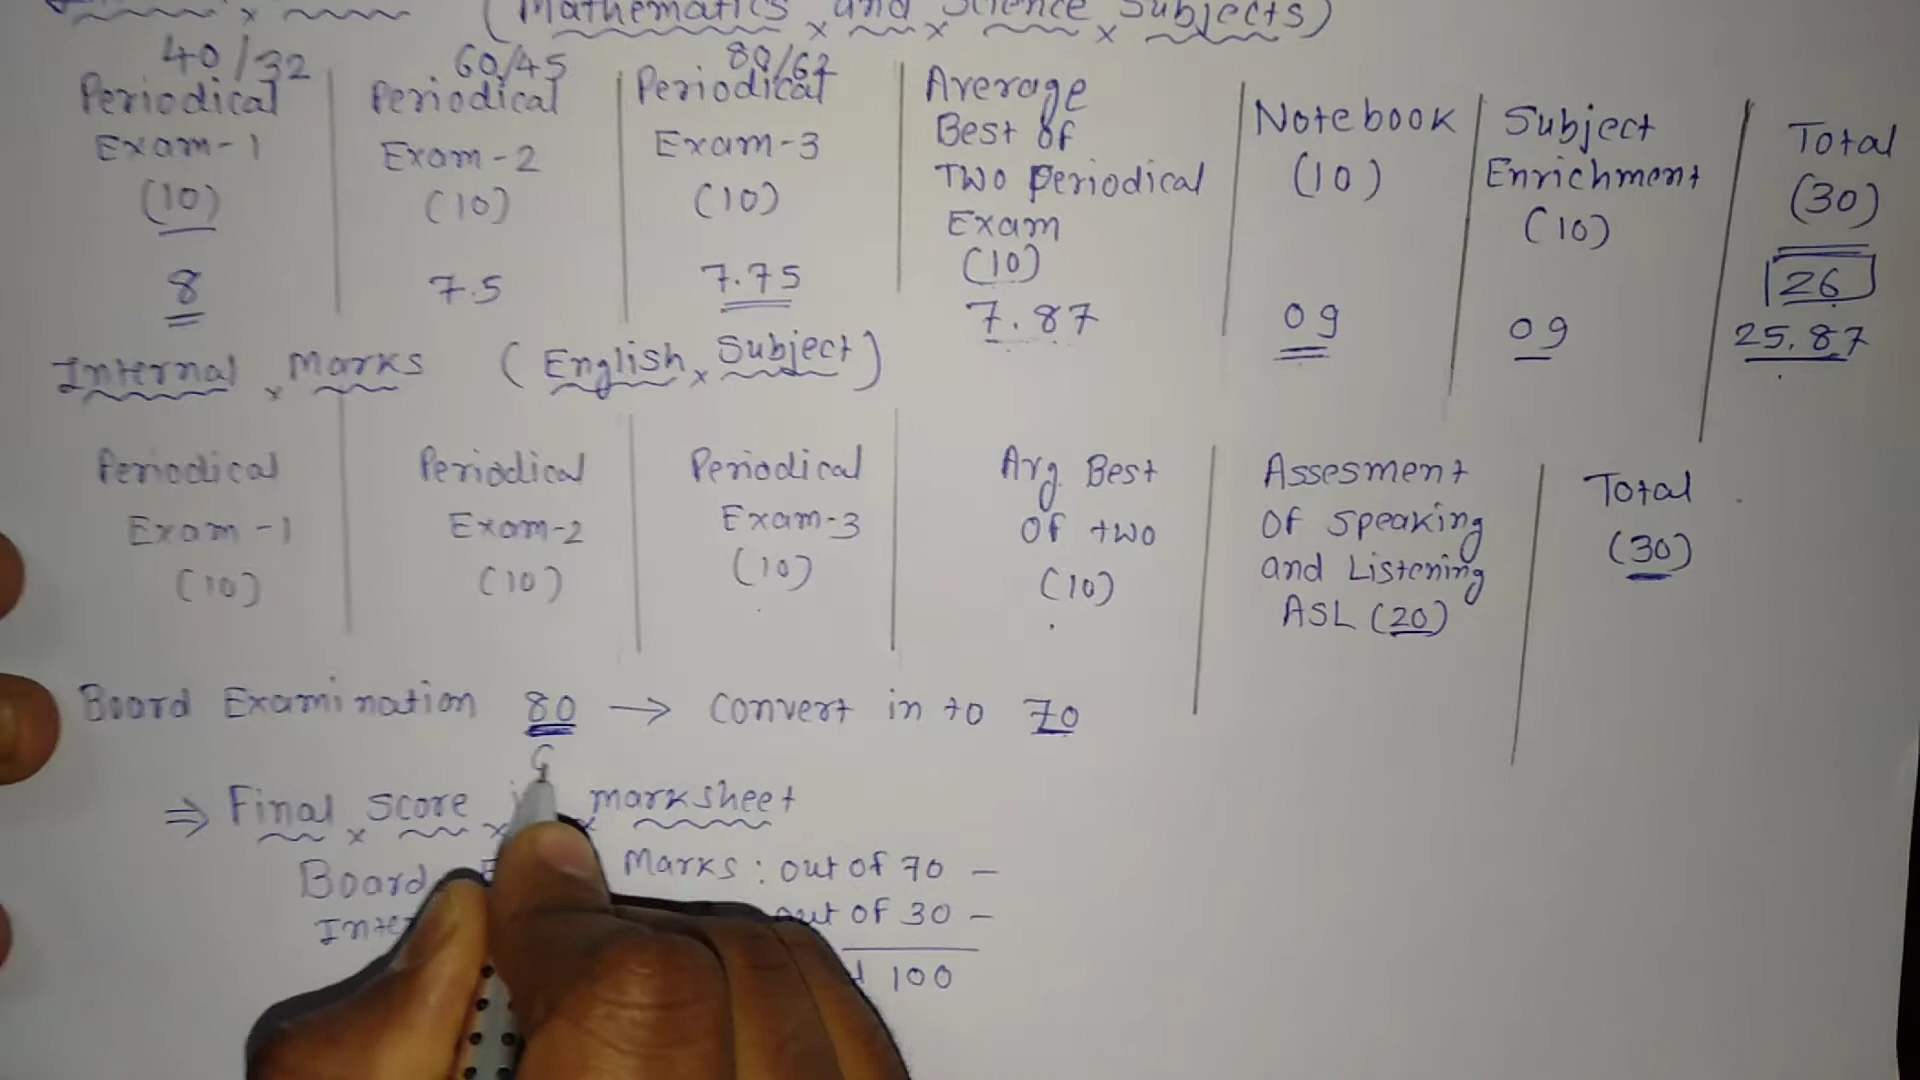 (Mathematics and Science Subjects)
40/32
60/45
Periodical
Exam-1
(10)
8
Periodical
Exam-2
(10)
7.5
Periodical
Exam-3
(10)
7.75
Average
Best of
Two Periodical
Exam
(10)
7.87
Notebook
(10)
09
Subject
Enrichment
(10)
09
Total
(30)
26
25.87
Internal Marks (English Subject)
Periodical
Exam-1
(10)
Periodical
Exam-2
(10)
Periodical
Exam-3
(10)
Avg. Best
of two
(10)
Assesment
of speaking
and Listening
ASL (20)
Total
(30)
Board Examination 80 → convert in to 70
⇒ Final score marksheet
Board Marks: out of 70 –
out of 30 –
100